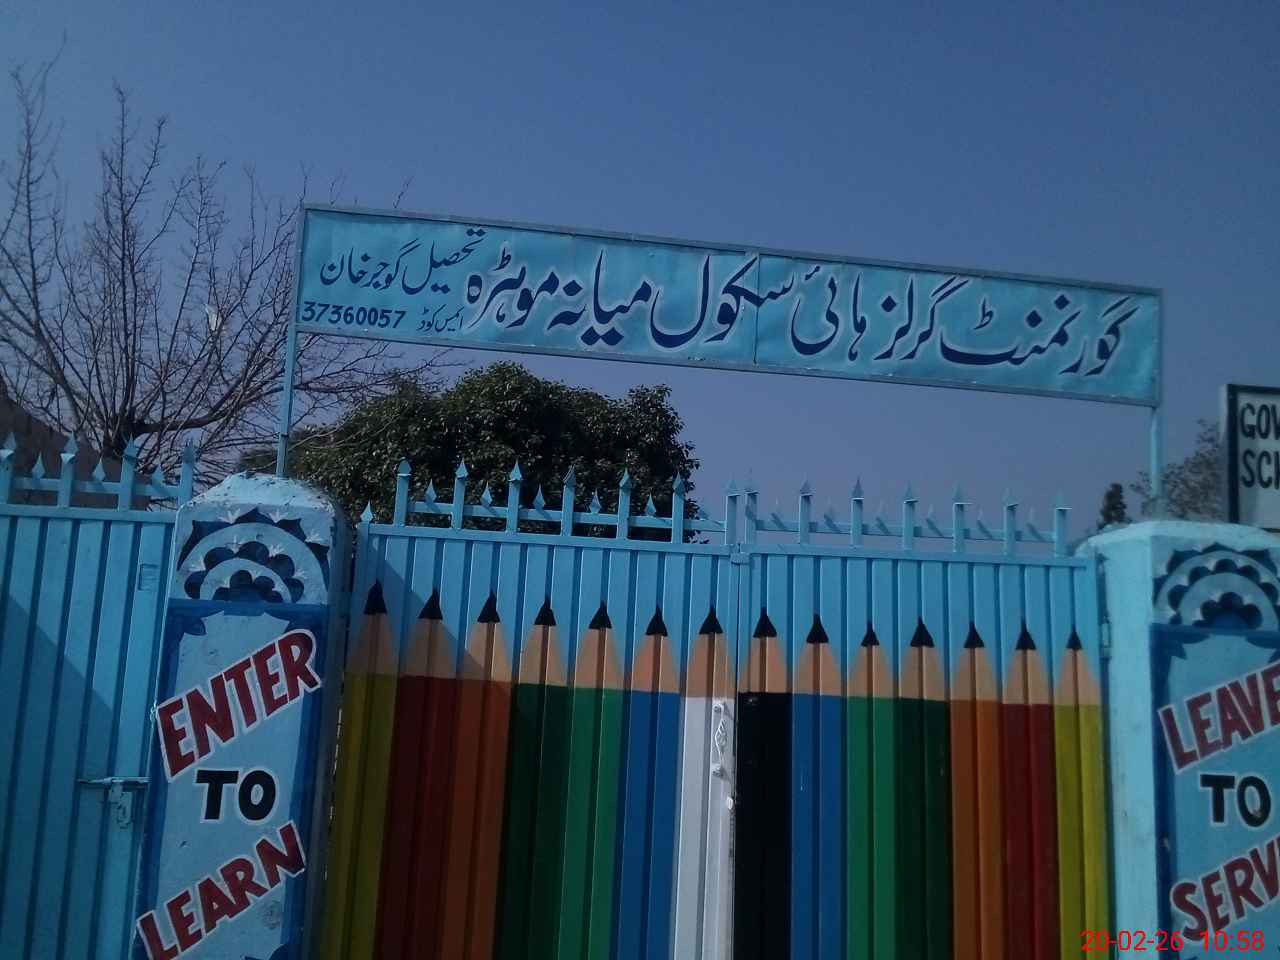 گورنمنٹ گرلز ہائی سکول میانہ موہڑہ تحصیل گوجرخان
ایمیس کوڈ 37360057
GOV
SCH
ENTER
TO
LEARN
LEAVE
TO
SERV
20-02-26 10:58